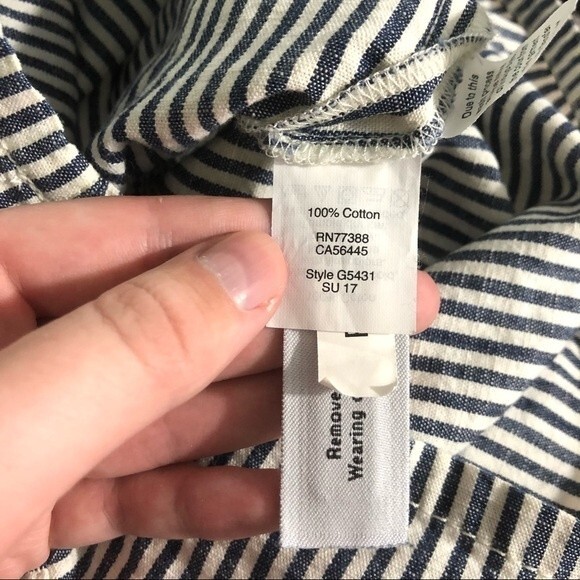 100% Cotton
RN77388
CA56445
Style G5431
SU 17
Remove
Wearing
Due to this